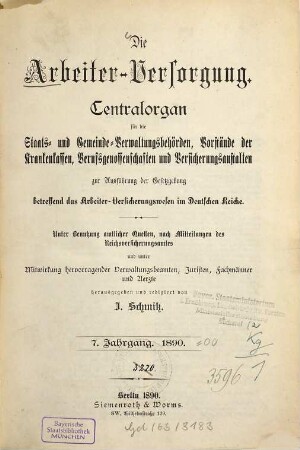 Die
Arbeiter-Versorgung.
Centralorgan
für die
Staats- und Gemeinde-Verwaltungsbehörden, Vorstände der
Krankenkassen, Berufsgenossenschaften und Versicherungsanstalten
zur Ausführung der Gesetzgebung
betreffend das Arbeiter-Versicherungswesen im Deutschen Reiche.
Unter Benutzung amtlicher Quellen, nach Mitteilungen des
Reichsversicherungsamtes
und unter
Mitwirkung hervorragender Verwaltungsbeamten, Juristen, Fachmänner
und Aerzte
herausgegeben und redigiert von
J. Schmitz.
7. Jahrgang. 1890.
3596
Berlin 1890.
Siemenroth & Worms.
Bayerische
Staatsbibliothek
MÜNCHEN